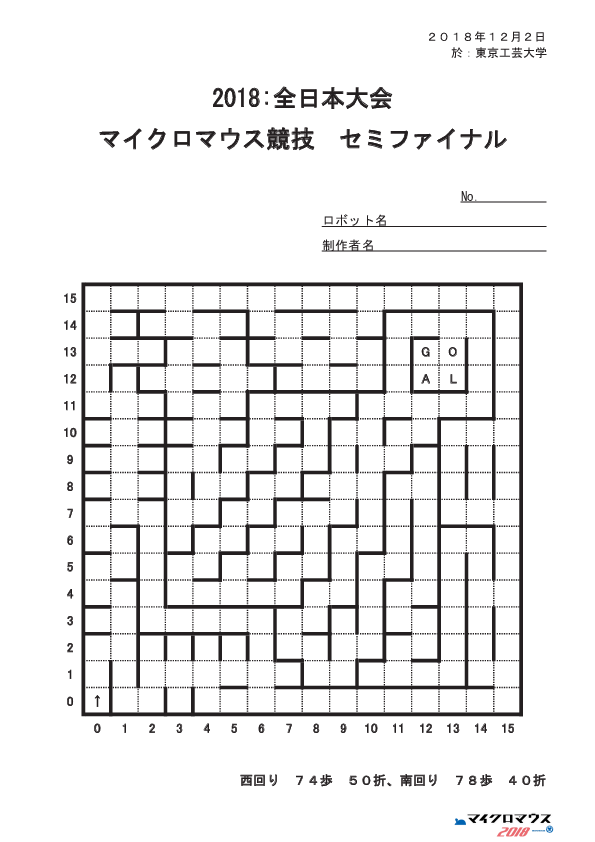 2018年12月2日
於：東京工芸大学
2018:全日本大会
マイクロマウス競技　セミファイナル
No.
ロボット名
制作者名
15
14
13 G O
12 A L
11
10
9
8
7
6
5
4
3
2
1
0 ↑
0 1 2 3 4 5 6 7 8 9 10 11 12 13 14 15
西回り　74歩　50折、南回り　78歩　40折
マイクロマウス
2018